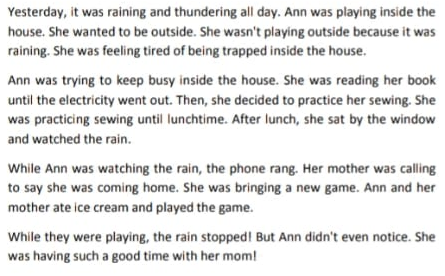 Yesterday, it was raining and thundering all day. Ann was playing inside the
house. She wanted to be outside. She wasn't playing outside because it was
raining. She was feeling tired of being trapped inside the house.
Ann was trying to keep busy inside the house. She was reading her book
until the electricity went out. Then, she decided to practice her sewing. She
was practicing sewing until lunchtime. After lunch, she sat by the window
and watched the rain.
While Ann was watching the rain, the phone rang. Her mother was calling
to say she was coming home. She was bringing a new game. Ann and her
mother ate ice cream and played the game.
While they were playing, the rain stopped! But Ann didn't even notice. She
was having such a good time with her mom!